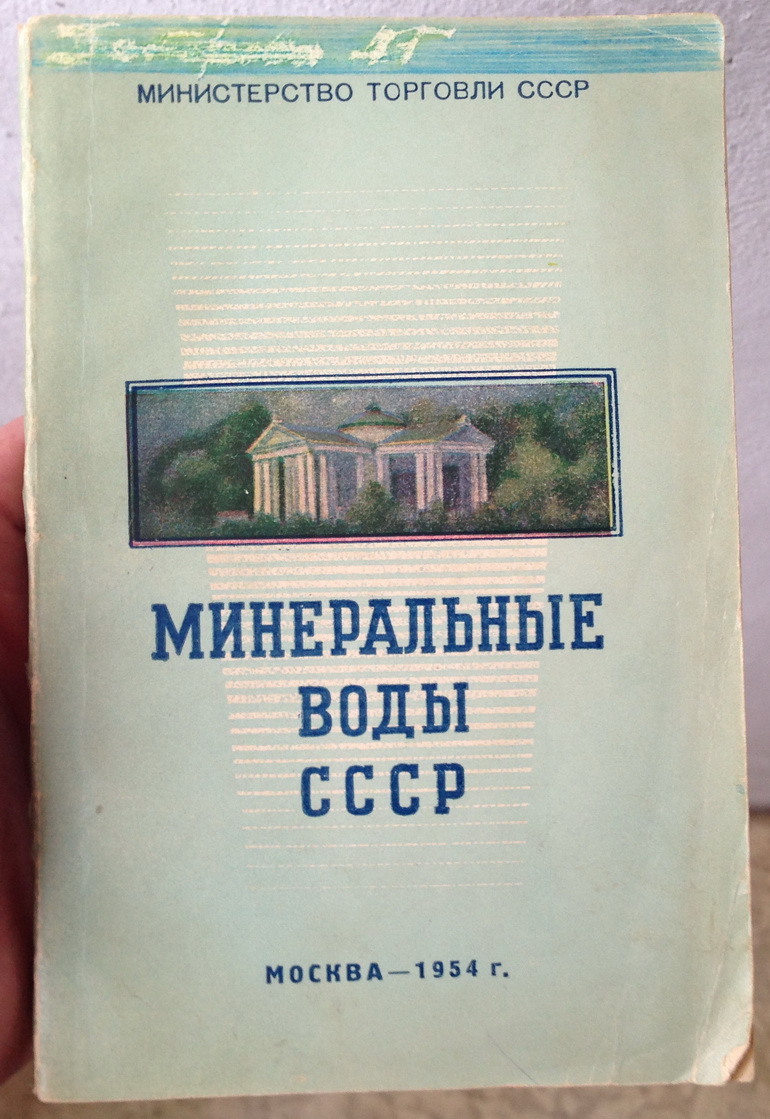 МИНИСТЕРСТВО ТОРГОВЛИ СССР
МИНЕРАЛЬНЫЕ
ВОДЫ
СССР
МОСКВА — 1954 г.